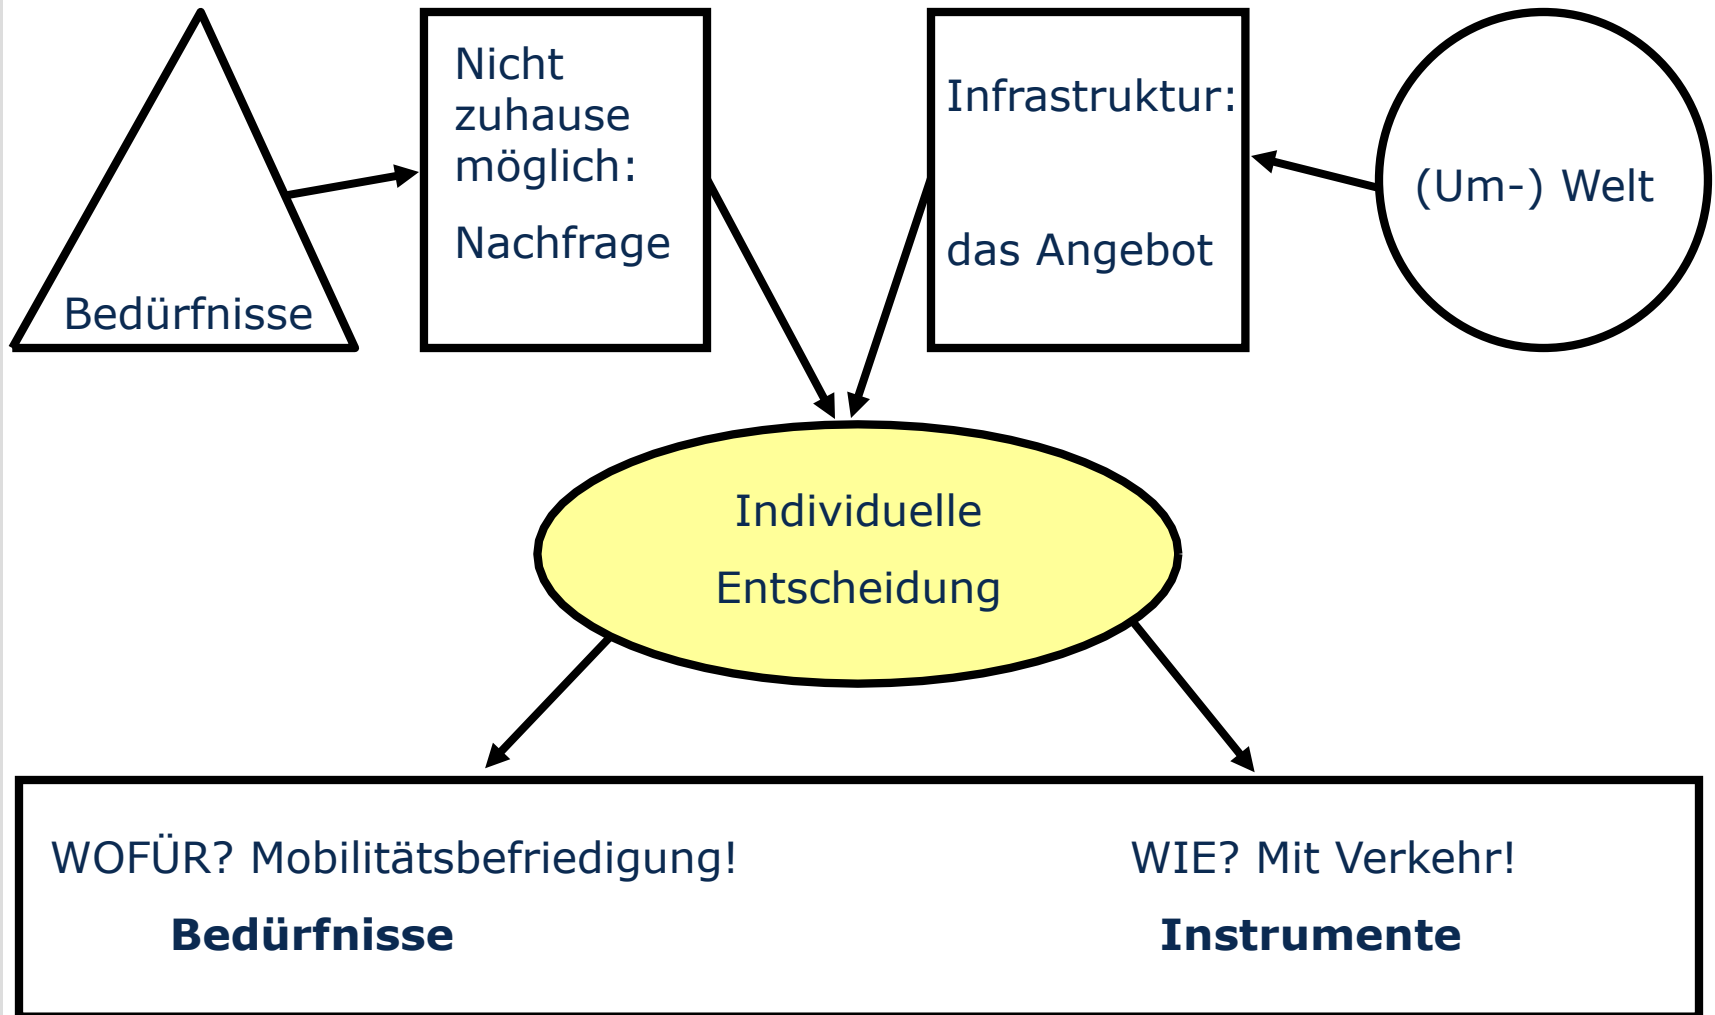 Bedürfnisse
Nicht
zuhause
möglich:
Nachfrage
Infrastruktur:
das Angebot
(Um-) Welt
Individuelle
Entscheidung
WOFÜR? Mobilitätsbefriedigung!
Bedürfnisse
WIE? Mit Verkehr!
Instrumente